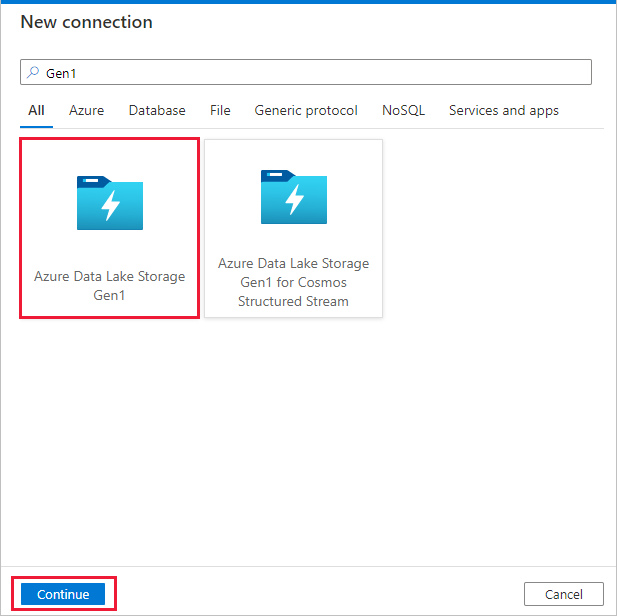 New connection
Gen1
All Azure Database File Generic protocol NoSQL Services and apps
Azure Data Lake Storage
Gen1
Azure Data Lake Storage
Gen1 for Cosmos
Structured Stream
Continue Cancel